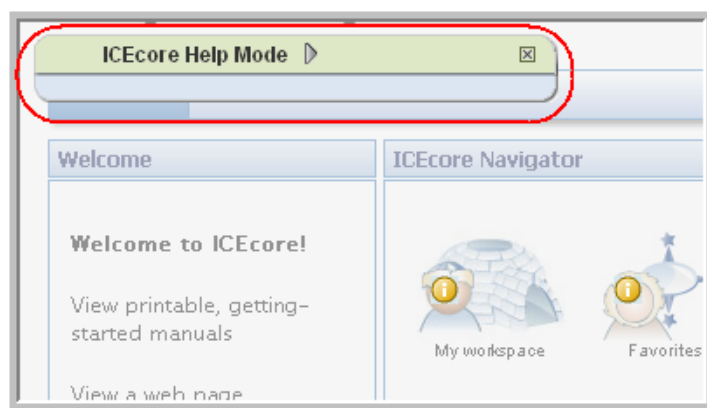 ICEcore Help Mode
Welcome
ICEcore Navigator
Welcome to ICEcore!
View printable, getting-
started manuals
My workspace
Favorites
View a web page